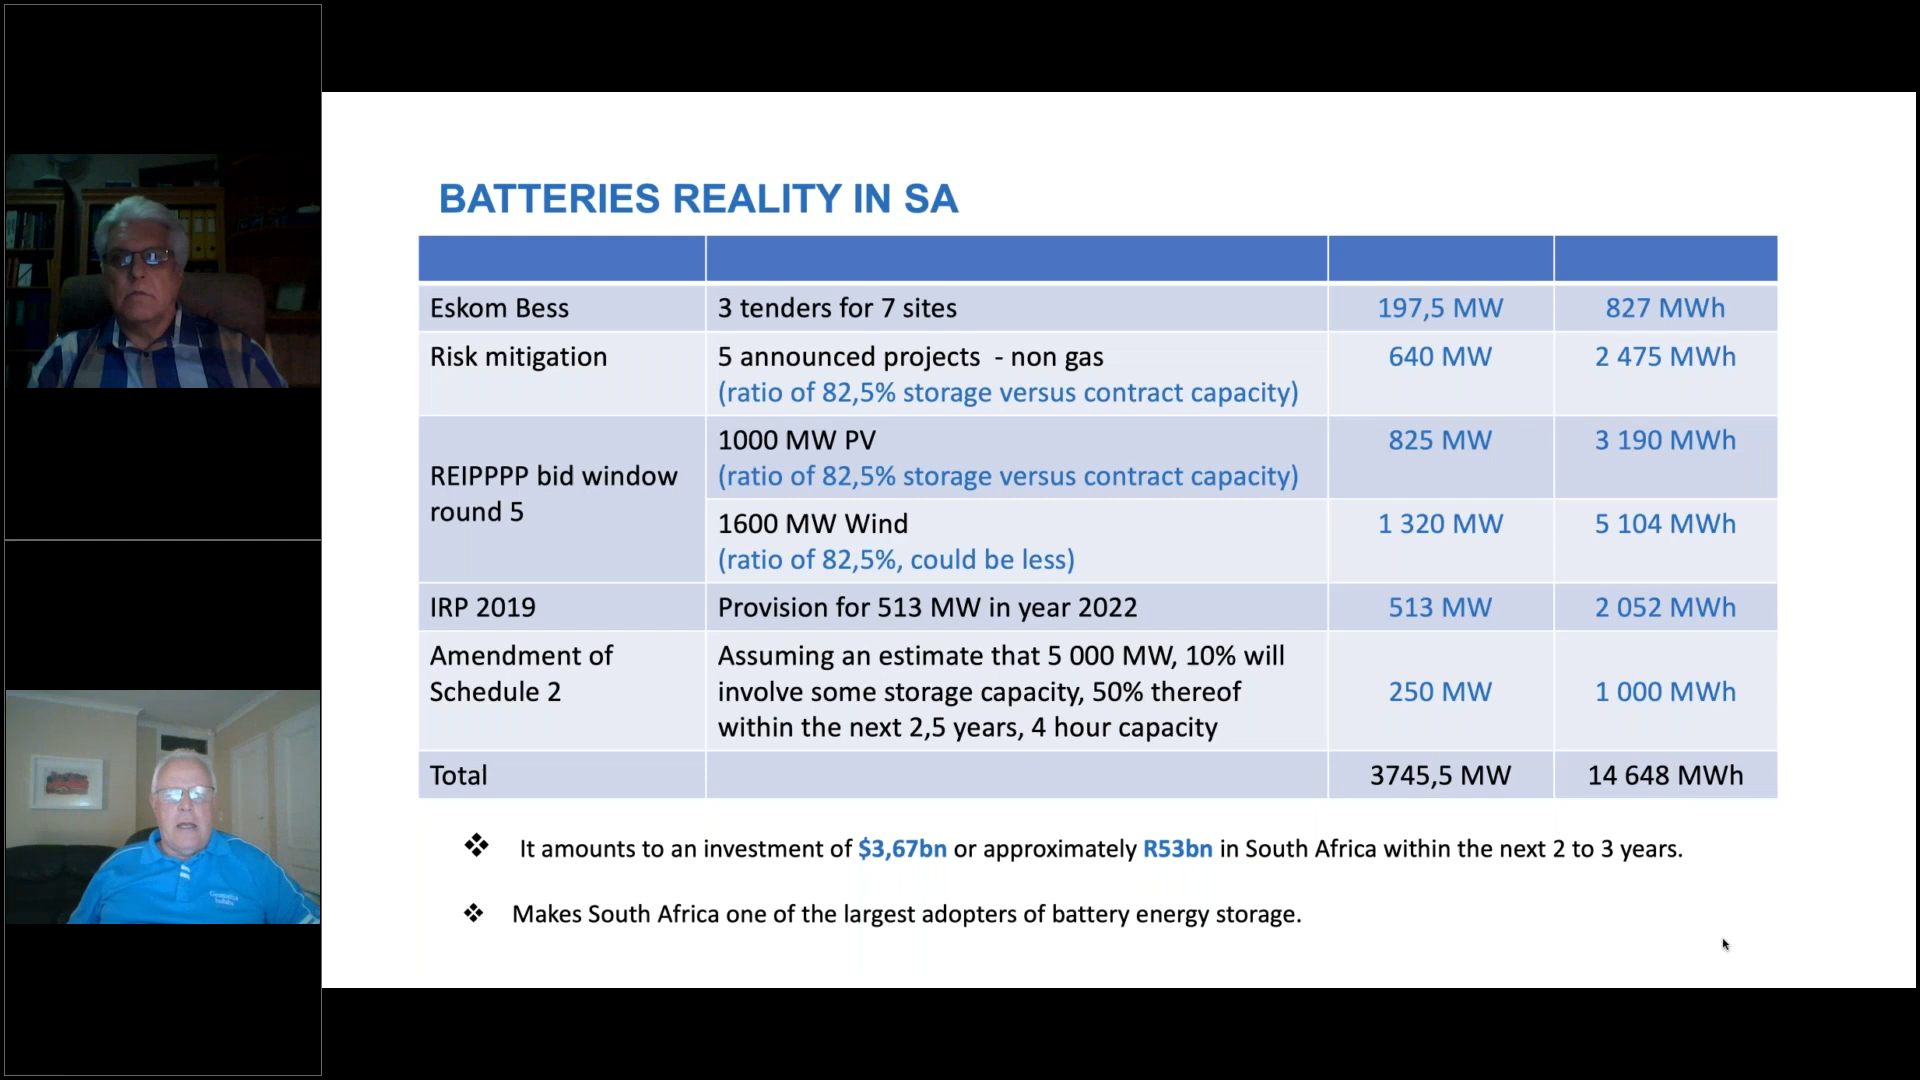 BATTERIES REALITY IN SA
Eskom Bess 3 tenders for 7 sites 197,5 MW 827 MWh
Risk mitigation 5 announced projects - non gas 640 MW 2 475 MWh
(ratio of 82,5% storage versus contract capacity)
REIPPPP bid window
round 5
1000 MW PV 825 MW 3 190 MWh
(ratio of 82,5% storage versus contract capacity)
1600 MW Wind 1 320 MW 5 104 MWh
(ratio of 82,5%, could be less)
IRP 2019 Provision for 513 MW in year 2022 513 MW 2 052 MWh
Amendment of
Schedule 2
Assuming an estimate that 5 000 MW, 10% will
involve some storage capacity, 50% thereof
within the next 2,5 years, 4 hour capacity
250 MW 1 000 MWh
Total 3745,5 MW 14 648 MWh
❖ It amounts to an investment of $3,67bn or approximately R53bn in South Africa within the next 2 to 3 years.
❖ Makes South Africa one of the largest adopters of battery energy storage.